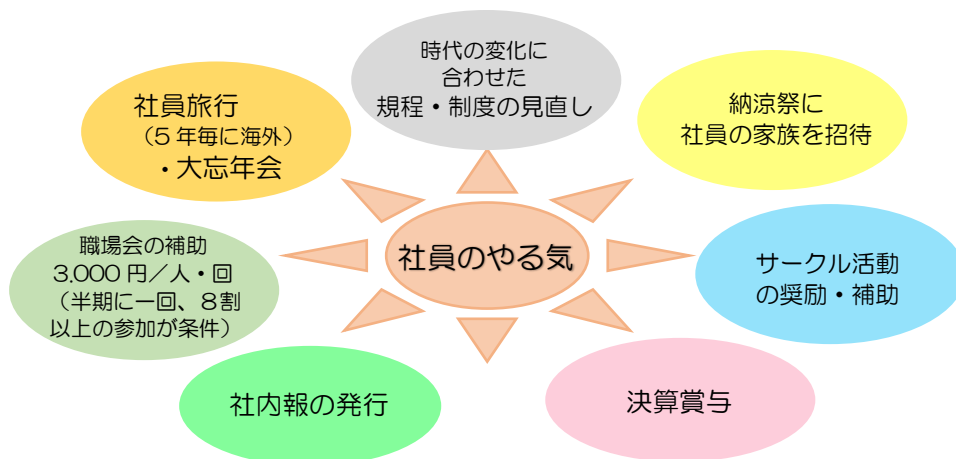 時代の変化に
合わせた
規程・制度の見直し
社員旅行
（5年毎に海外）
・大忘年会
納涼祭に
社員の家族を招待
社員のやる気
職場会の補助
3,000円／人・回
（半期に一回、8割
以上の参加が条件）
サークル活動
の奨励・補助
社内報の発行
決算賞与